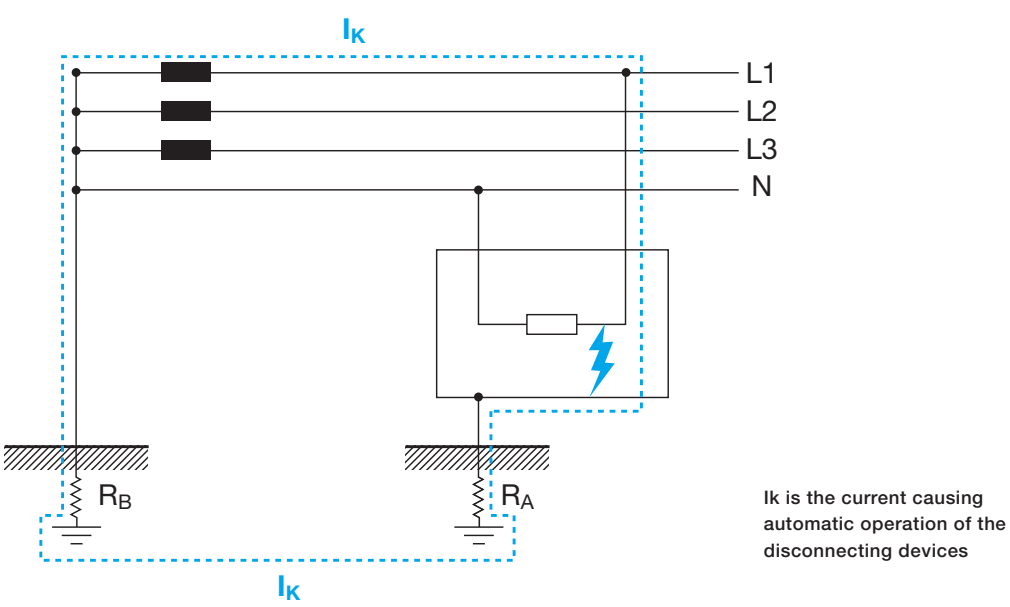 IK
L1
L2
L3
N
RB
RA
Ik is the current causing
automatic operation of the
disconnecting devices
IK